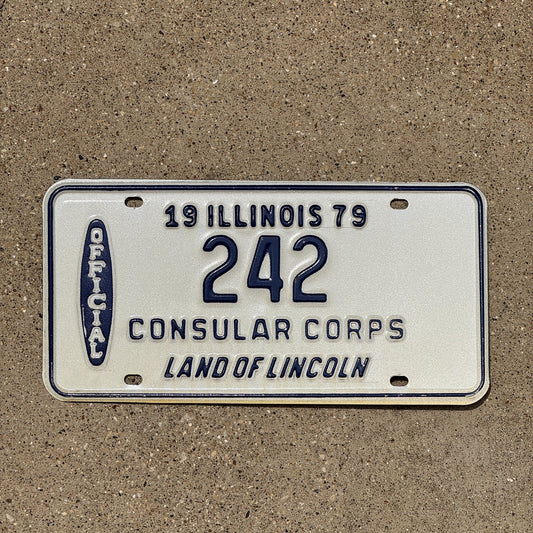 19 ILLINOIS 79
OFFICIAL
242
CONSULAR CORPS
LAND OF LINCOLN